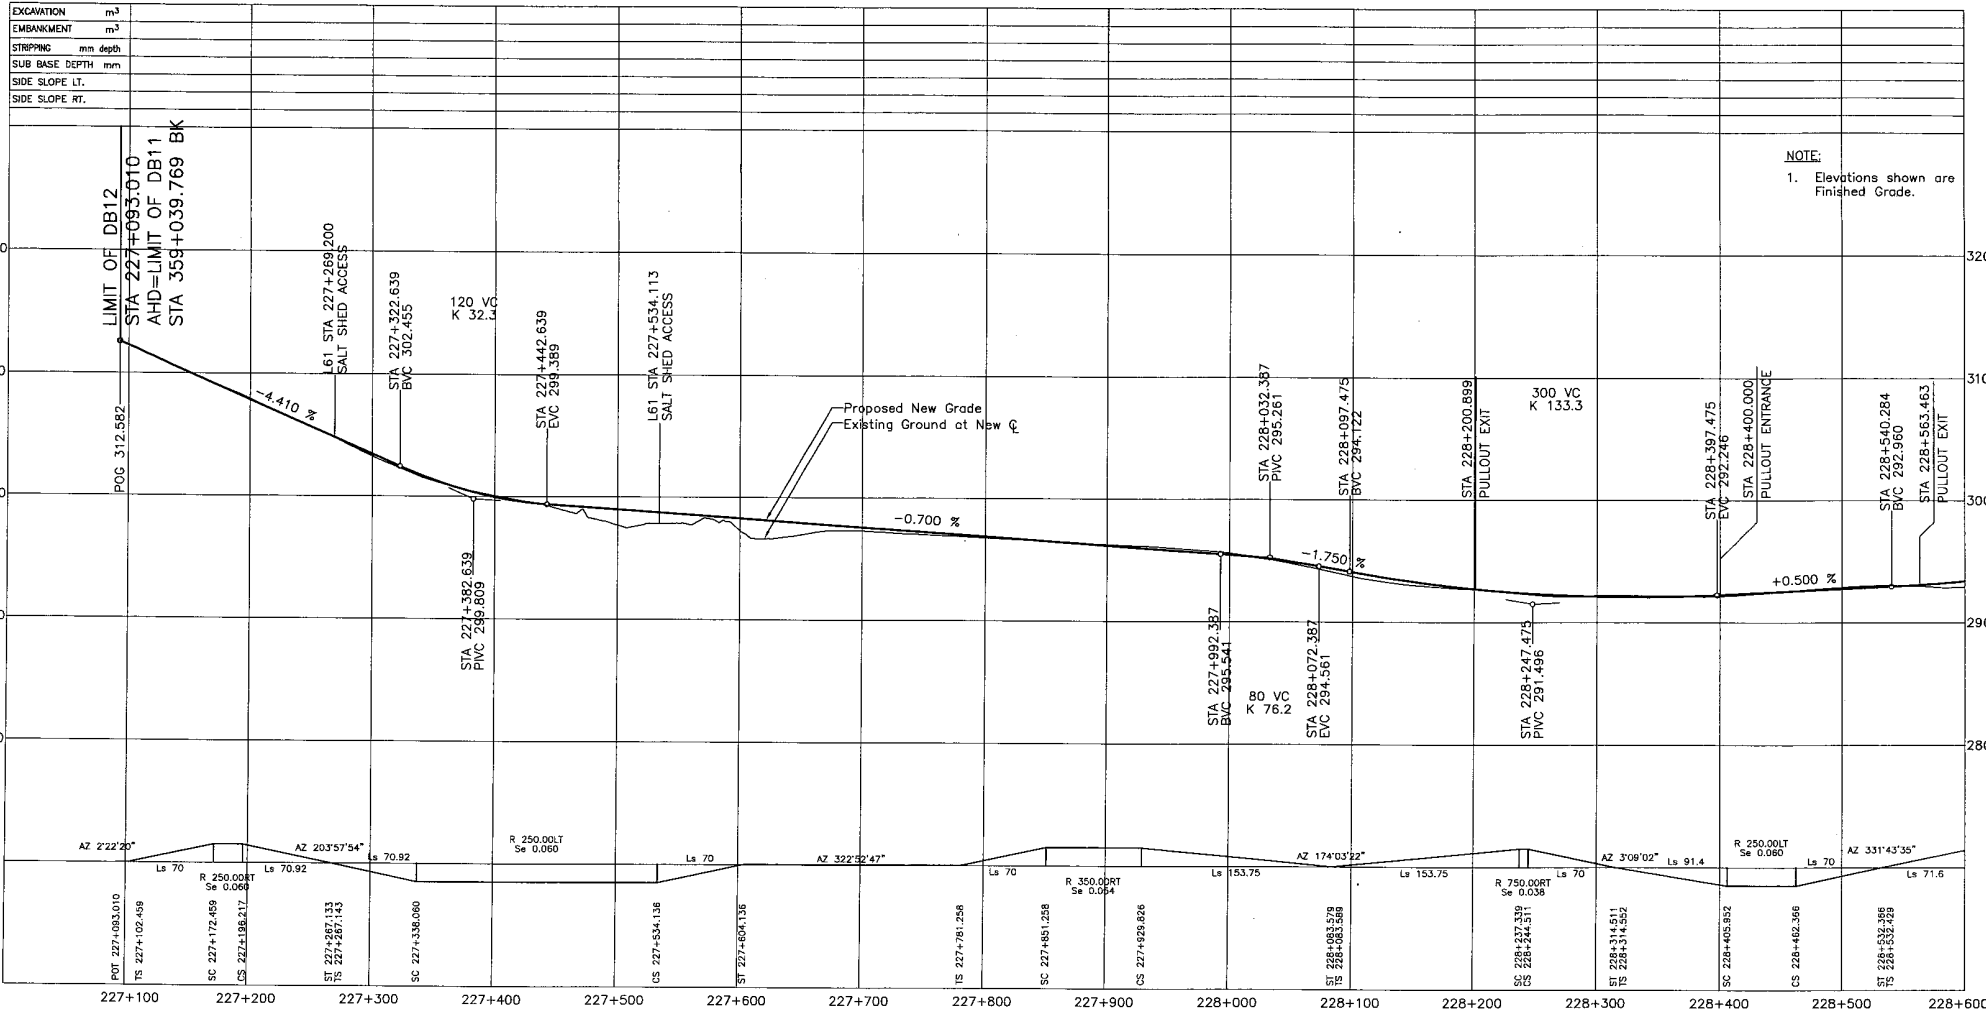 EXCAVATION m³
EMBANKMENT m³
STRIPPING mm depth
SUB BASE DEPTH mm
SIDE SLOPE LT.
SIDE SLOPE RT.
LIMIT OF DB12
STA 227+093.010
AHD=LIMIT OF DB11
STA 359+039.769 BK
NOTE:
1. Elevations shown are
Finished Grade.
POG 312.582
-4.410 %
L61 STA 227+269.200
SALT SHED ACCESS
STA 227+322.639
BVC 302.455
120 VC
K 32.3
STA 227+382.639
PIVC 299.809
STA 227+442.639
EVC 299.389
L61 STA 227+534.113
SALT SHED ACCESS
Proposed New Grade
Existing Ground at New ℄
-0.700 %
STA 227+992.387
BVC 295.541
STA 228+032.387
PIVC 295.261
80 VC
K 76.2
-1.750 %
STA 228+072.387
EVC 294.561
STA 228+097.475
BVC 294.122
STA 228+200.899
PULLOUT EXIT
300 VC
K 133.3
STA 228+247.475
PIVC 291.496
STA 228+397.475
EVC 292.246
STA 228+400.000
PULLOUT ENTRANCE
+0.500 %
STA 228+540.284
BVC 292.960
STA 228+563.463
PULLOUT EXIT
320
310
300
290
280
AZ 2°22'20"
Ls 70
R 250.00RT
Se 0.060
Ls 70.92
AZ 203°57'54"
Ls 70.92
R 250.00LT
Se 0.060
Ls 70
AZ 322°52'47"
Ls 70
R 350.00RT
Se 0.054
Ls 153.75
AZ 174°03'22"
Ls 153.75
R 750.00RT
Se 0.038
Ls 70
AZ 3°09'02"
Ls 91.4
R 250.00LT
Se 0.060
Ls 70
AZ 331°43'35"
Ls 71.6
POT 227+093.010
TS 227+102.459
SC 227+172.459
CS 227+196.217
ST 227+267.133
TS 227+267.143
SC 227+338.060
CS 227+534.136
ST 227+604.136
TS 227+781.258
SC 227+851.258
CS 227+929.826
ST 228+083.579
TS 228+083.589
SC 228+237.339
CS 228+244.511
ST 228+314.511
TS 228+314.552
SC 228+405.952
CS 228+462.366
ST 228+532.366
TS 228+532.429
227+100 227+200 227+300 227+400 227+500 227+600 227+700 227+800 227+900 228+000 228+100 228+200 228+300 228+400 228+500 228+600